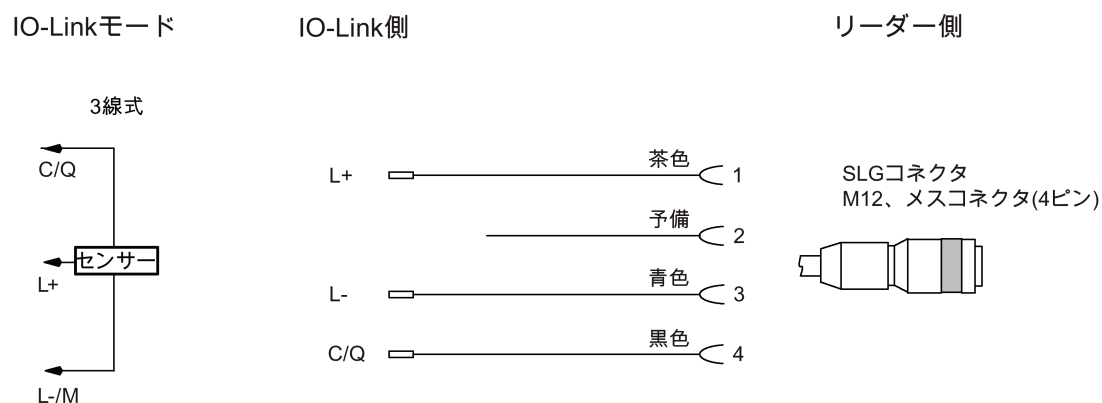 IO-Linkモード
IO-Link側
リーダー側
3線式
C/Q
センサー
L+
L-/M
L+ 茶色 1
予備 2
L- 青色 3
C/Q 黒色 4
SLGコネクタ
M12、メスコネクタ(4ピン)